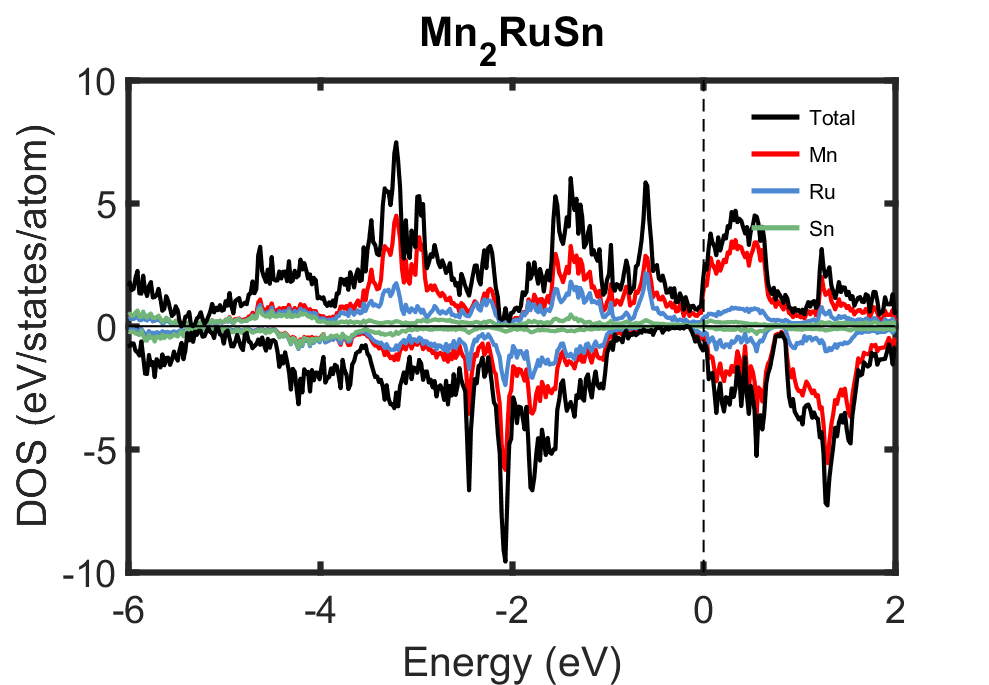 Mn2RuSn
DOS (eV/states/atom)
10
5
0
-5
-10
Total
Mn
Ru
Sn
-6
-4
-2
0
2
Energy (eV)